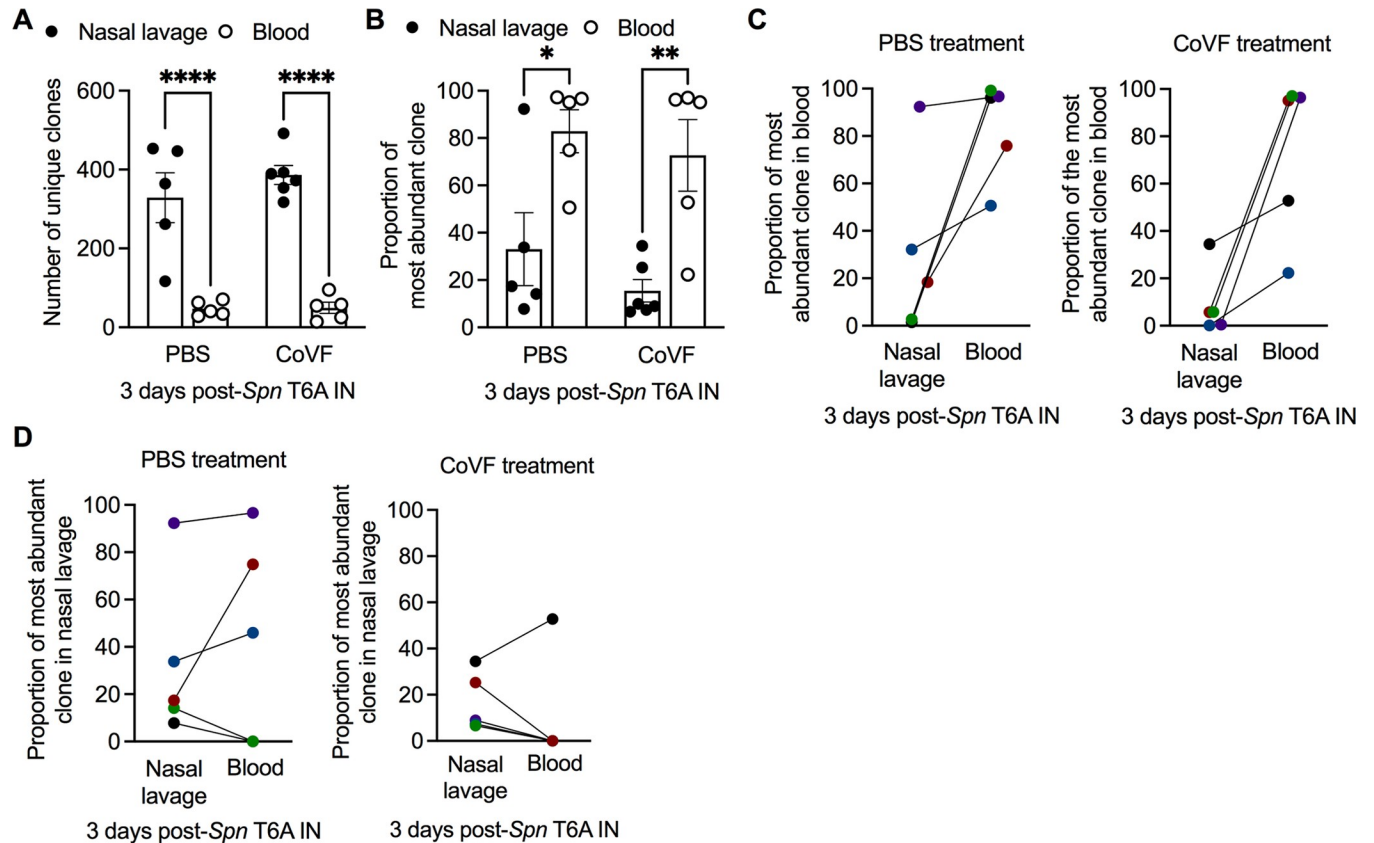 A
Nasal lavage Blood
**** ****
Number of unique clones
600
400
200
0
PBS CoVF
3 days post-Spn T6A IN
B
Nasal lavage Blood
* **
Proportion of
most abundant clone
100
80
60
40
20
0
PBS CoVF
3 days post-Spn T6A IN
C
PBS treatment
Proportion of most
abundant clone in blood
100
80
60
40
20
0
Nasal
lavage
Blood
3 days post-Spn T6A IN
CoVF treatment
Proportion of the most
abundant clone in blood
100
80
60
40
20
0
Nasal
lavage
Blood
3 days post-Spn T6A IN
D
PBS treatment
Proportion of most abundant
clone in nasal lavage
100
80
60
40
20
0
Nasal
lavage
Blood
3 days post-Spn T6A IN
CoVF treatment
Proportion of most abundant
clone in nasal lavage
100
80
60
40
20
0
Nasal
lavage
Blood
3 days post-Spn T6A IN